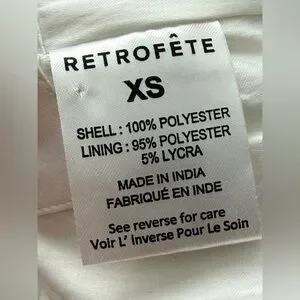 RETROFÊTE
XS
SHELL : 100% POLYESTER
LINING : 95% POLYESTER
5% LYCRA
MADE IN INDIA
FABRIQUÉ EN INDE
See reverse for care
Voir L' Inverse Pour Le Soin